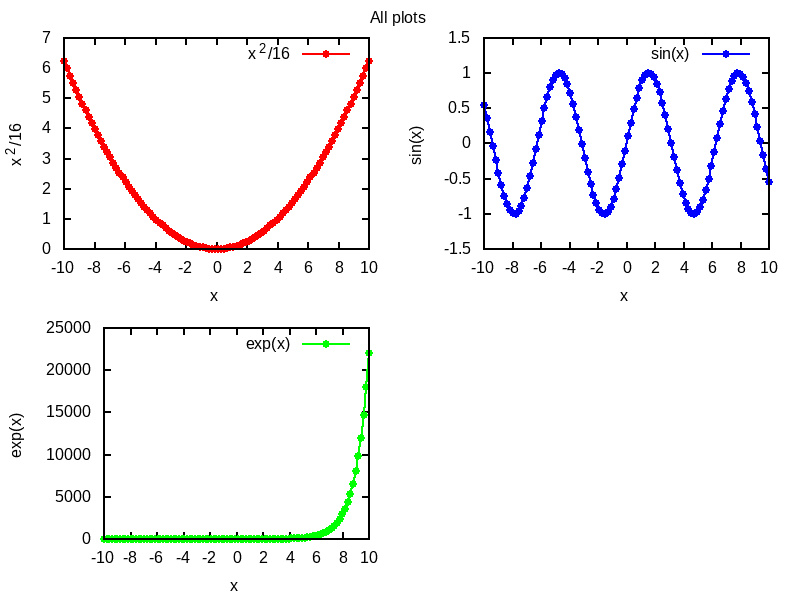 All plots
7
6
5
4
3
2
1
0
-10 -8 -6 -4 -2 0 2 4 6 8 10
x
x²/16
x²/16
1.5
1
0.5
0
-0.5
-1
-1.5
-10 -8 -6 -4 -2 0 2 4 6 8 10
x
sin(x)
sin(x)
25000
20000
15000
10000
5000
0
-10 -8 -6 -4 -2 0 2 4 6 8 10
x
exp(x)
exp(x)